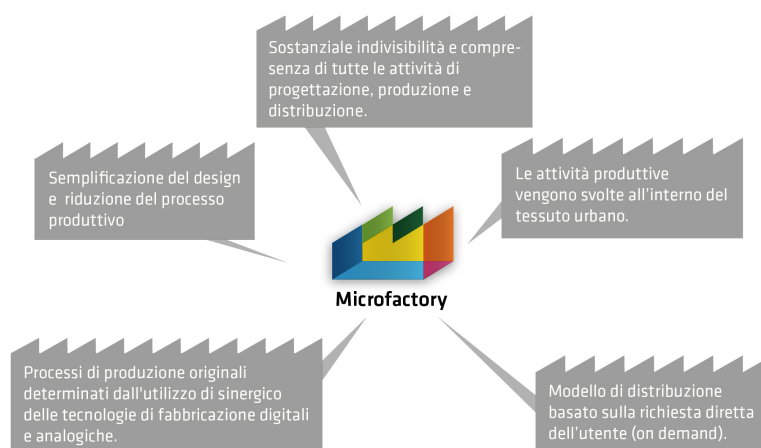 Sostanziale indivisibilità e compre-
senza di tutte le attività di
progettazione, produzione e
distribuzione.
Semplificazione del design
e riduzione del processo
produttivo
Le attività produttive
vengono svolte all'interno del
tessuto urbano.
Microfactory
Processi di produzione originali
determinati dall'utilizzo di sinergico
delle tecnologie di fabbricazione digitali
e analogiche.
Modello di distribuzione
basato sulla richiesta diretta
dell'utente (on demand).